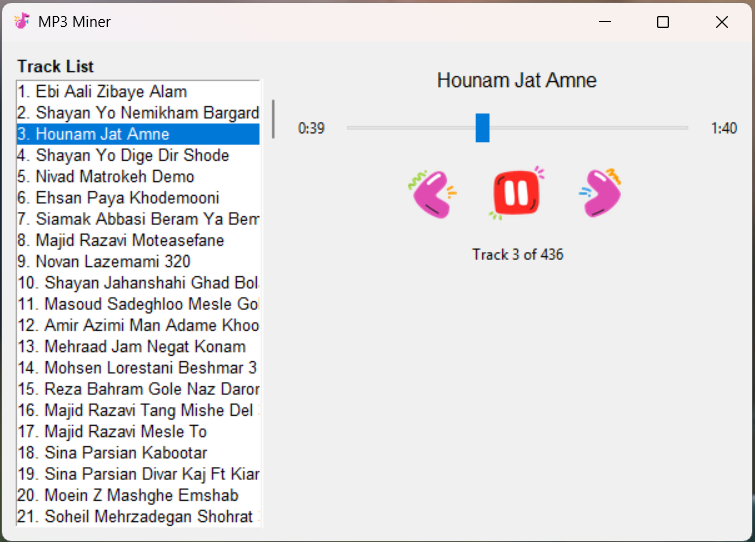 MP3 Miner
Track List
1. Ebi Aali Zibaye Alam
2. Shayan Yo Nemikham Bargard
3. Hounam Jat Amne
4. Shayan Yo Dige Dir Shode
5. Nivad Matrokeh Demo
6. Ehsan Paya Khodemooni
7. Siamak Abbasi Beram Ya Bem
8. Majid Razavi Moteasefane
9. Novan Lazemami 320
10. Shayan Jahanshahi Ghad Bol
11. Masoud Sadeghloo Mesle Go
12. Amir Azimi Man Adame Khoo
13. Mehraad Jam Negat Konam
14. Mohsen Lorestani Beshmar 3
15. Reza Bahram Gole Naz Daror
16. Majid Razavi Tang Mishe Del
17. Majid Razavi Mesle To
18. Sina Parsian Kabootar
19. Sina Parsian Divar Kaj Ft Kiar
20. Moein Z Mashghe Emshab
21. Soheil Mehrzadegan Shohrat
Hounam Jat Amne
0:39
1:40
Track 3 of 436